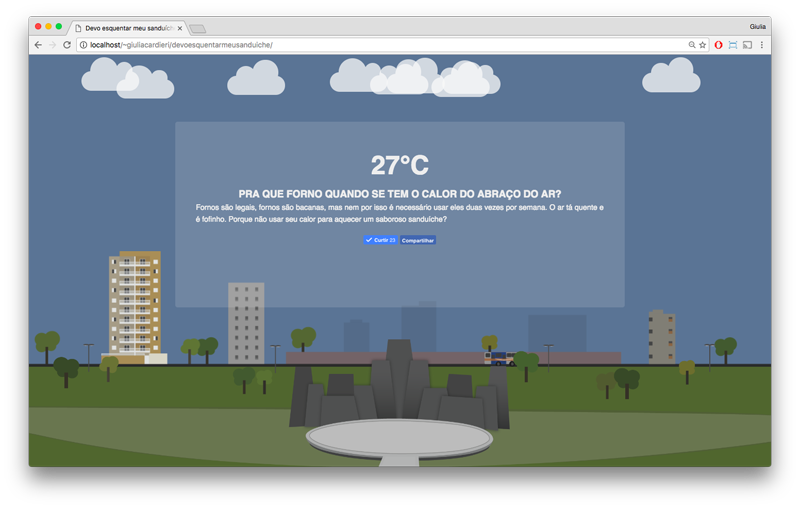 Devo esquentar meu sanduíche
Giulia
localhost/~giuliacardieri/devoesquentarmeusanduiche/
27°C
PRA QUE FORNO QUANDO SE TEM O CALOR DO ABRAÇO DO AR?
Fornos são legais, fornos são bacanas, mas nem por isso é necessário usar eles duas vezes por semana. O ar tá quente e
é fofinho. Porque não usar seu calor para aquecer um saboroso sanduíche?
Curtir 23 Compartilhar